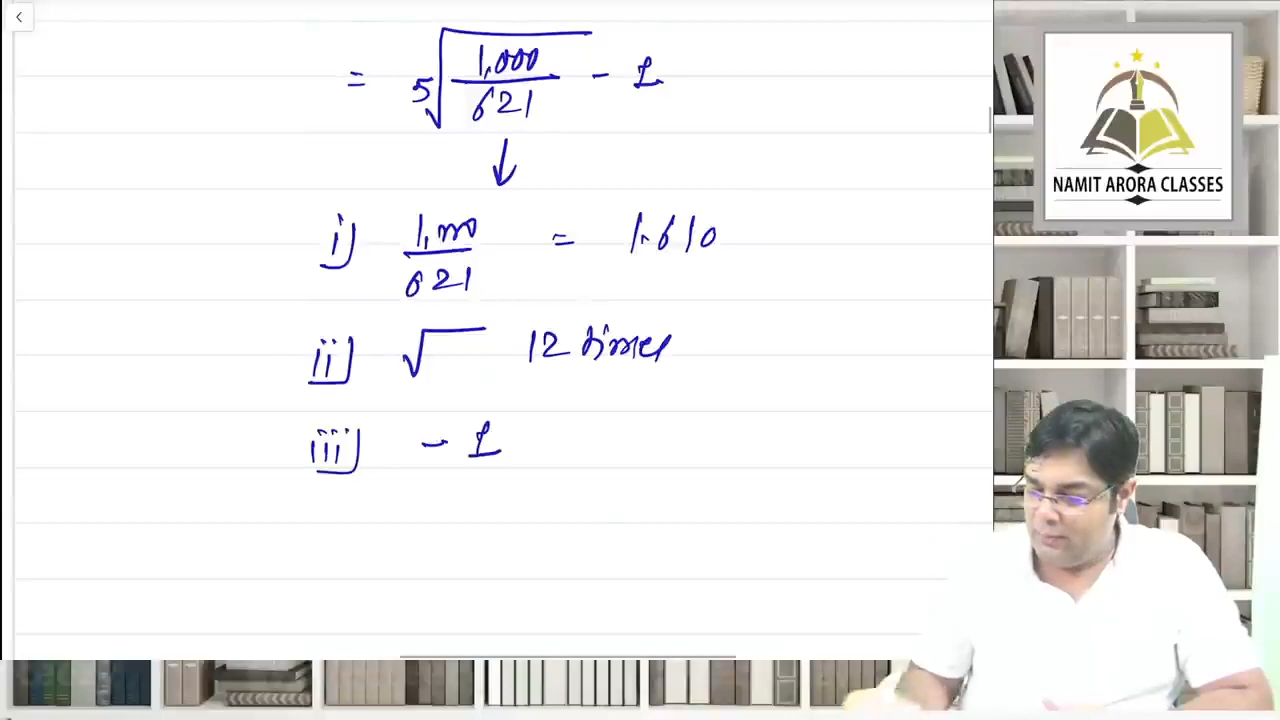 = 5√(1,000/621) - 1
↓
i) 1,000/621 = 1.610
ii) √ 12 times
iii) - 1
NAMIT ARORA CLASSES